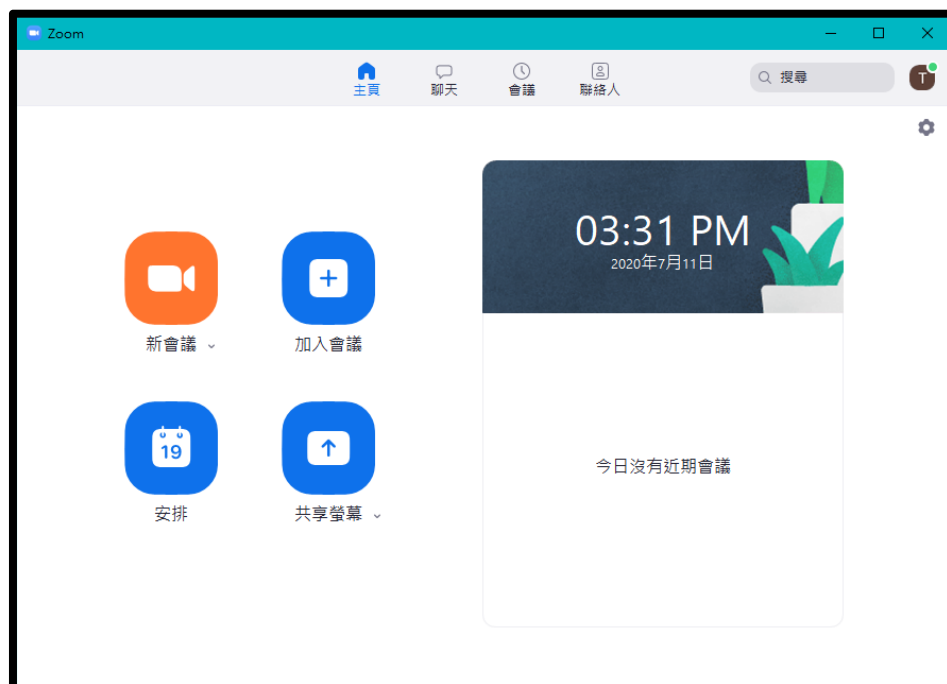 Zoom
主頁
聊天
會議
聯絡人
搜尋
T
03:31 PM
2020年7月11日
新會議
加入會議
19
安排
共享螢幕
今日沒有近期會議